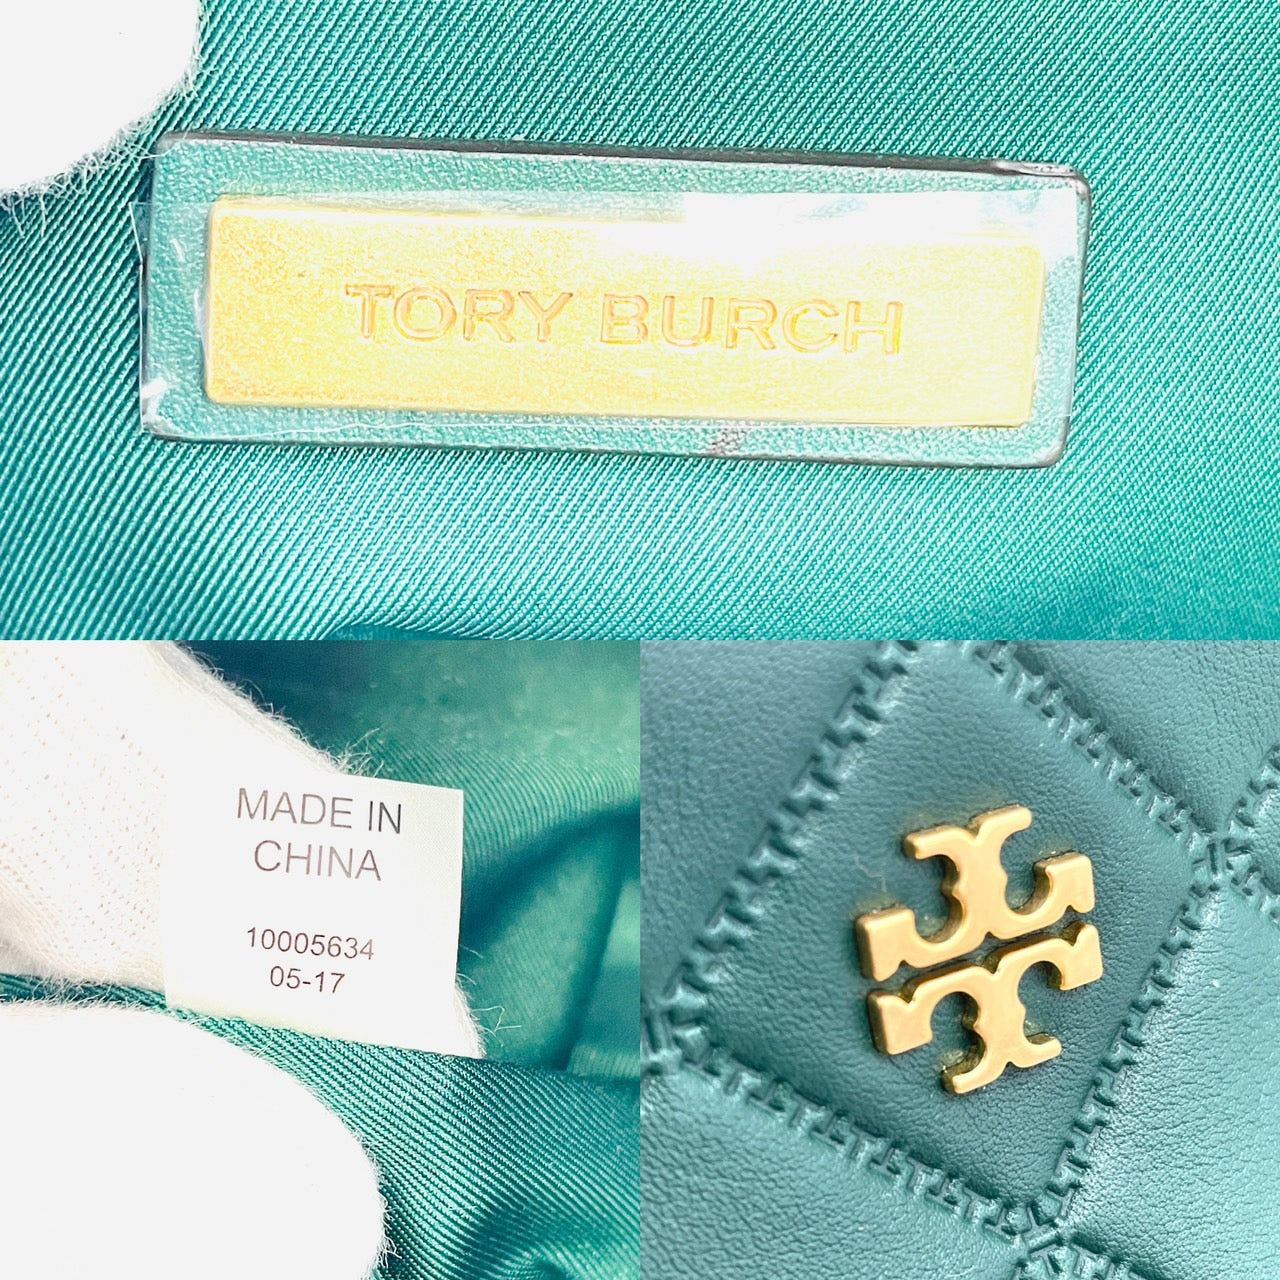 TORY BURCH
MADE IN
CHINA
10005634
05-17